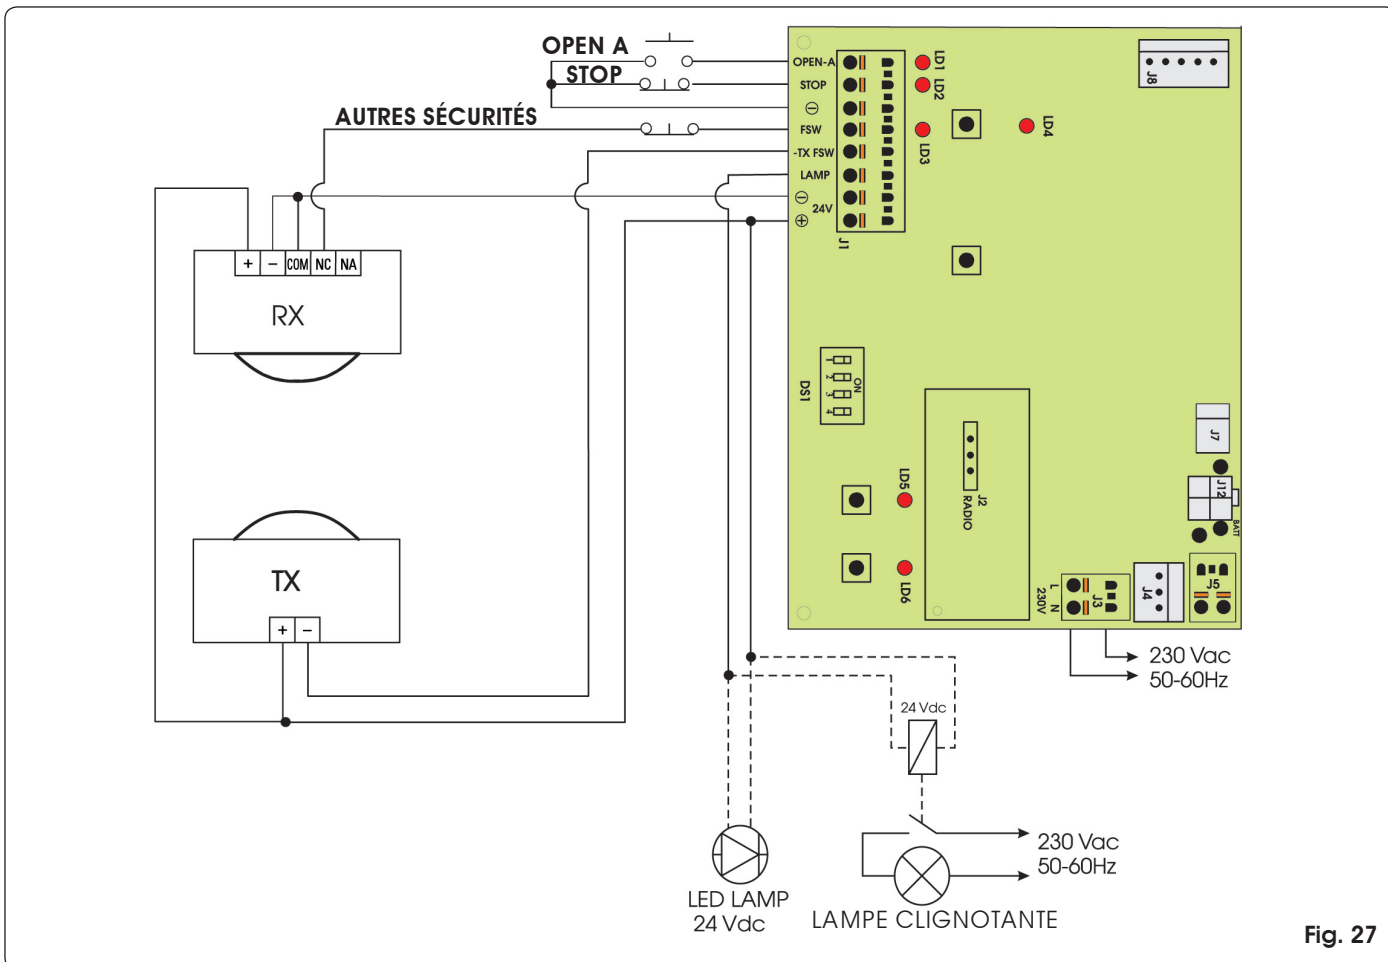 OPEN A
STOP
AUTRES SÉCURITÉS
OPEN-A
STOP
⊖
FSW
-TX FSW
LAMP
⊖
24V
⊕
J1
LD1
LD2
LD3
LD4
J8
+ − COM NC NA
RX
TX
+ −
DS1
1
2
3
4
ON
LD5
LD6
J2
RADIO
J7
J12
BATT
J5
J4
J3
L
N
230V
230 Vac
50-60Hz
24 Vdc
230 Vac
50-60Hz
LED LAMP
24 Vdc
LAMPE CLIGNOTANTE
Fig. 27